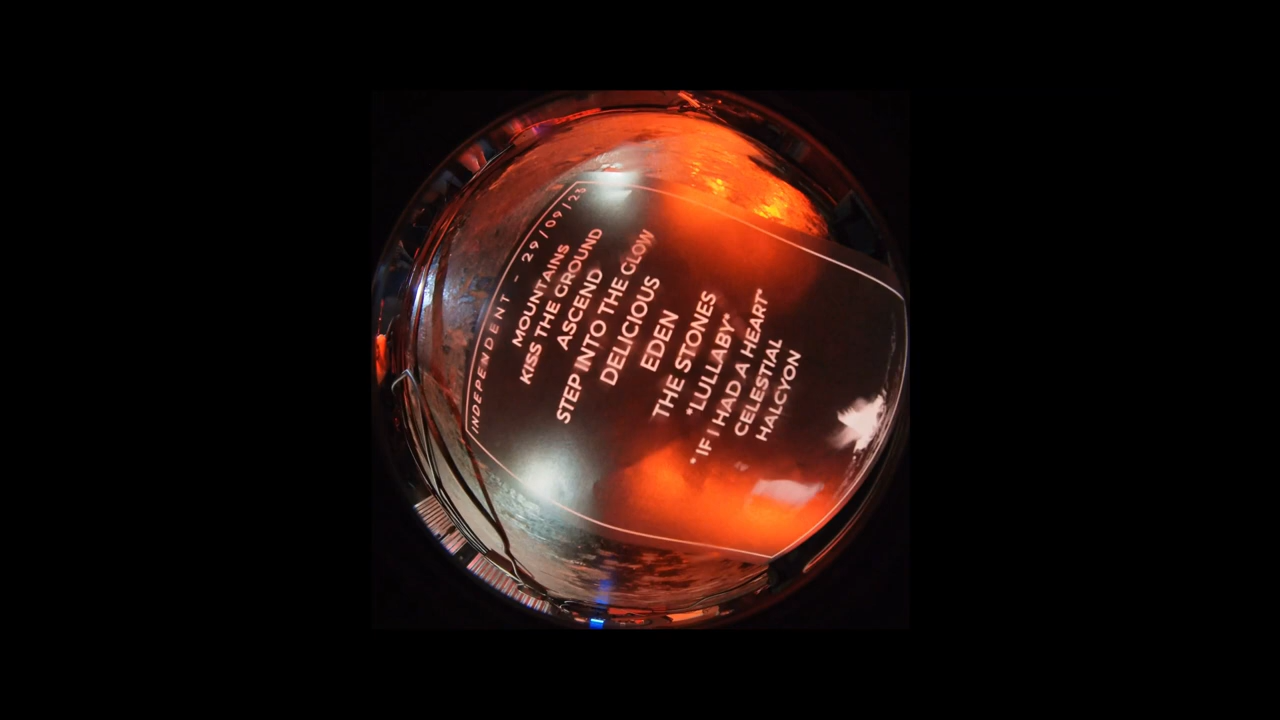 INDEPENDENT - 29/09/23
MOUNTAINS
KISS THE GROUND
ASCEND
STEP INTO THE GLOW
DELICIOUS
EDEN
THE STONES
*LULLABY*
*IF I HAD A HEART*
CELESTIAL
HALCYON